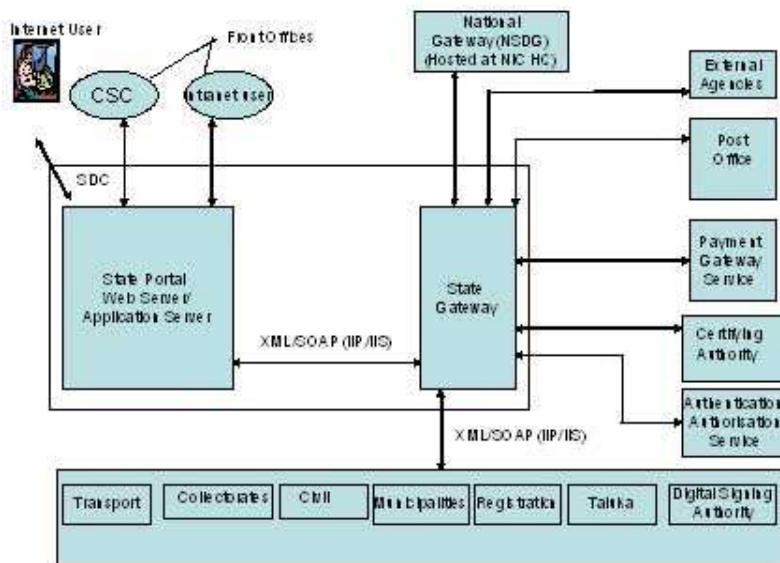 Internet User
Front Offices
CSC
Intranet user
National
Gateway (NSDG)
(Hosted at NIC HQ)
External
Agencies
Post
Office
SDC
State Portal
Web Server/
Application Server
State
Gateway
Payment
Gateway
Service
XML/SOAP (IIP/IIS)
Certifying
Authority
Authentication
Authorisation
Service
XML/SOAP (IIP/IIS)
Transport
Collectorates
Civil
Municipalities
Registration
Taluka
Digital Signing
Authority